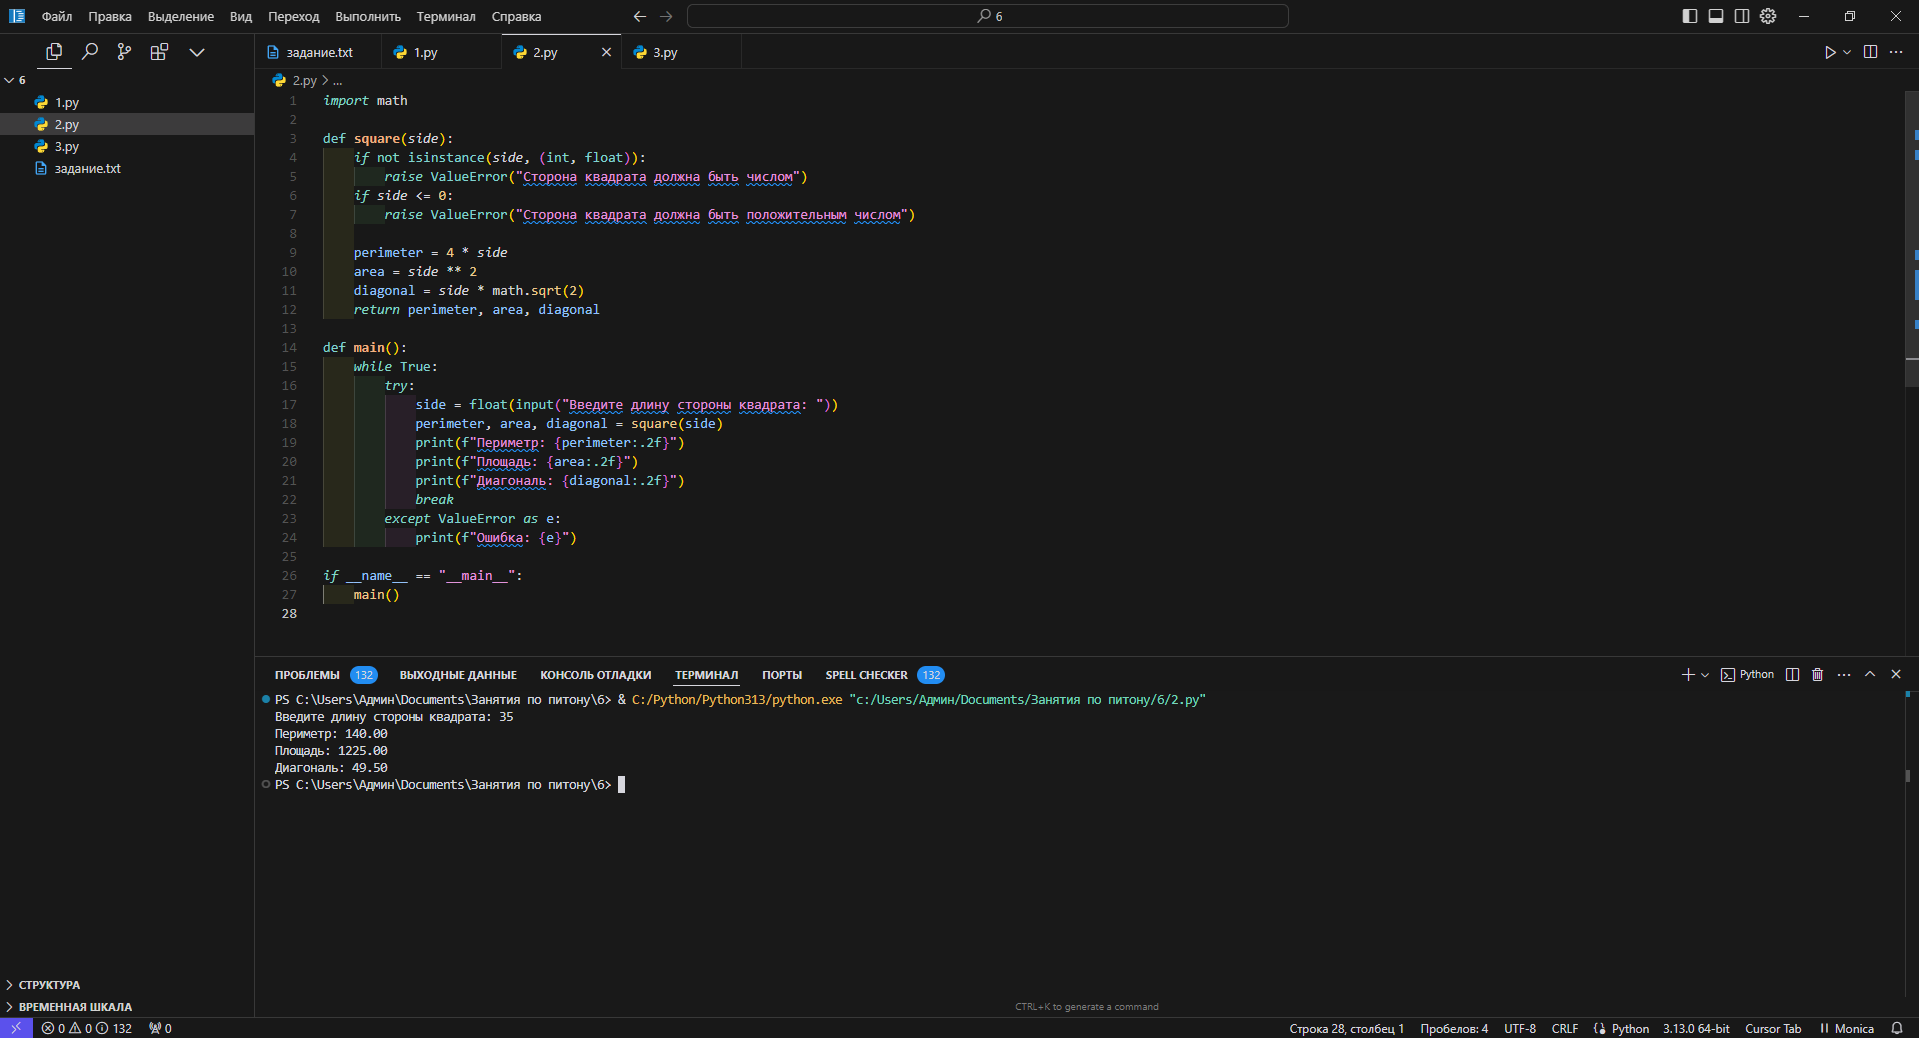 Файл Правка Выделение Вид Переход Выполнить Терминал Справка 6
задание.txt 1.py 2.py 3.py
6
1.py
2.py
3.py
задание.txt
2.py > ...
1 import math
2
3 def square(side):
4 if not isinstance(side, (int, float)):
5 raise ValueError("Сторона квадрата должна быть числом")
6 if side <= 0:
7 raise ValueError("Сторона квадрата должна быть положительным числом")
8
9 perimeter = 4 * side
10 area = side ** 2
11 diagonal = side * math.sqrt(2)
12 return perimeter, area, diagonal
13
14 def main():
15 while True:
16 try:
17 side = float(input("Введите длину стороны квадрата: "))
18 perimeter, area, diagonal = square(side)
19 print(f"Периметр: {perimeter:.2f}")
20 print(f"Площадь: {area:.2f}")
21 print(f"Диагональ: {diagonal:.2f}")
22 break
23 except ValueError as e:
24 print(f"Ошибка: {e}")
25
26 if __name__ == "__main__":
27 main()
28
ПРОБЛЕМЫ 132 ВЫХОДНЫЕ ДАННЫЕ КОНСОЛЬ ОТЛАДКИ ТЕРМИНАЛ ПОРТЫ SPELL CHECKER 132 Python
PS C:\Users\Админ\Documents\Занятия по питону\6> & C:/Python/Python313/python.exe "c:/Users/Админ/Documents/Занятия по питону/6/2.py"
Введите длину стороны квадрата: 35
Периметр: 140.00
Площадь: 1225.00
Диагональ: 49.50
PS C:\Users\Админ\Documents\Занятия по питону\6>
СТРУКТУРА
ВРЕМЕННАЯ ШКАЛА
CTRL+K to generate a command
0 0 132 0 Строка 28, столбец 1 Пробелов: 4 UTF-8 CRLF Python 3.13.0 64-bit Cursor Tab Monica